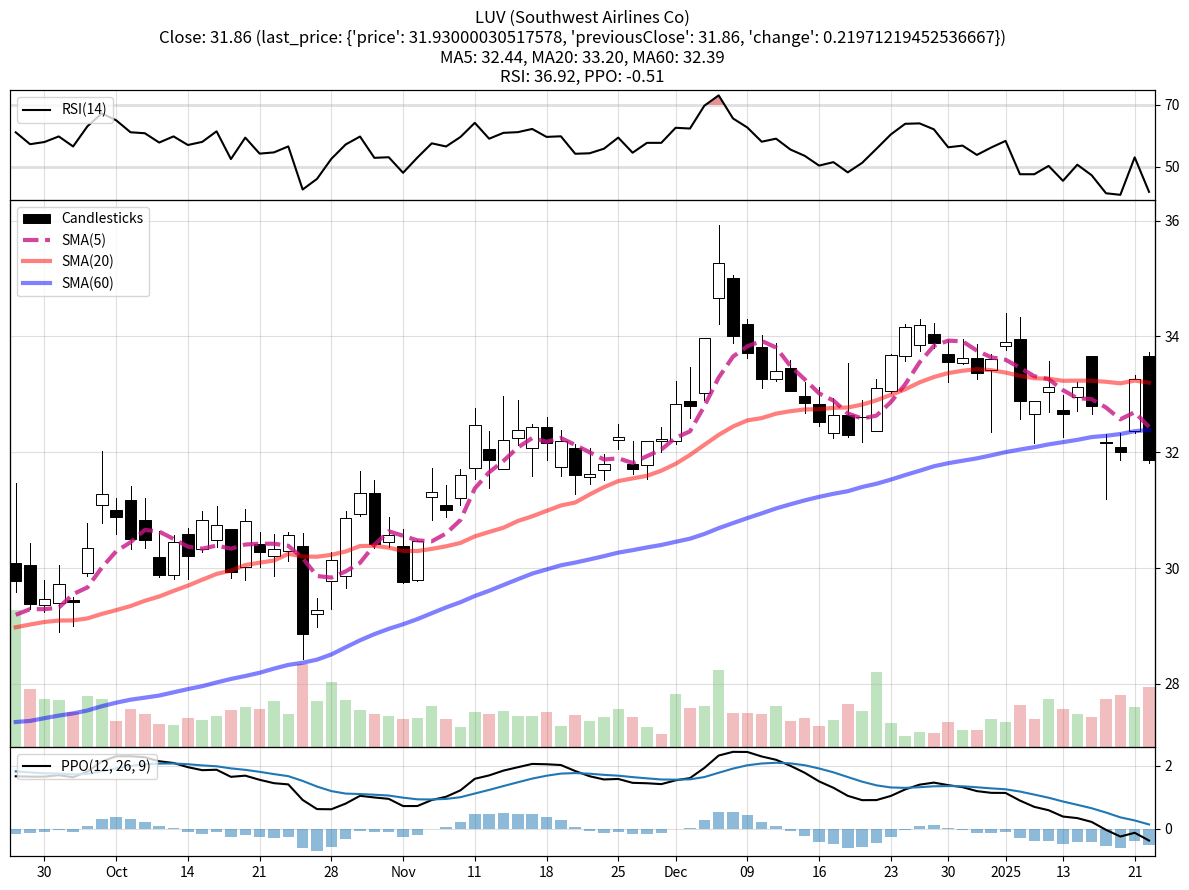 LUV (Southwest Airlines Co)
Close: 31.86 (last_price: {'price': 31.93000030517578, 'previousClose': 31.86, 'change': 0.21971219452536667})
MA5: 32.44, MA20: 33.20, MA60: 32.39
RSI: 36.92, PPO: -0.51
RSI(14)
70
50
Candlesticks
SMA(5)
SMA(20)
SMA(60)
36
34
32
30
28
PPO(12, 26, 9)
2
0
30 Oct 14 21 28 Nov 11 18 25 Dec 09 16 23 30 2025 13 21